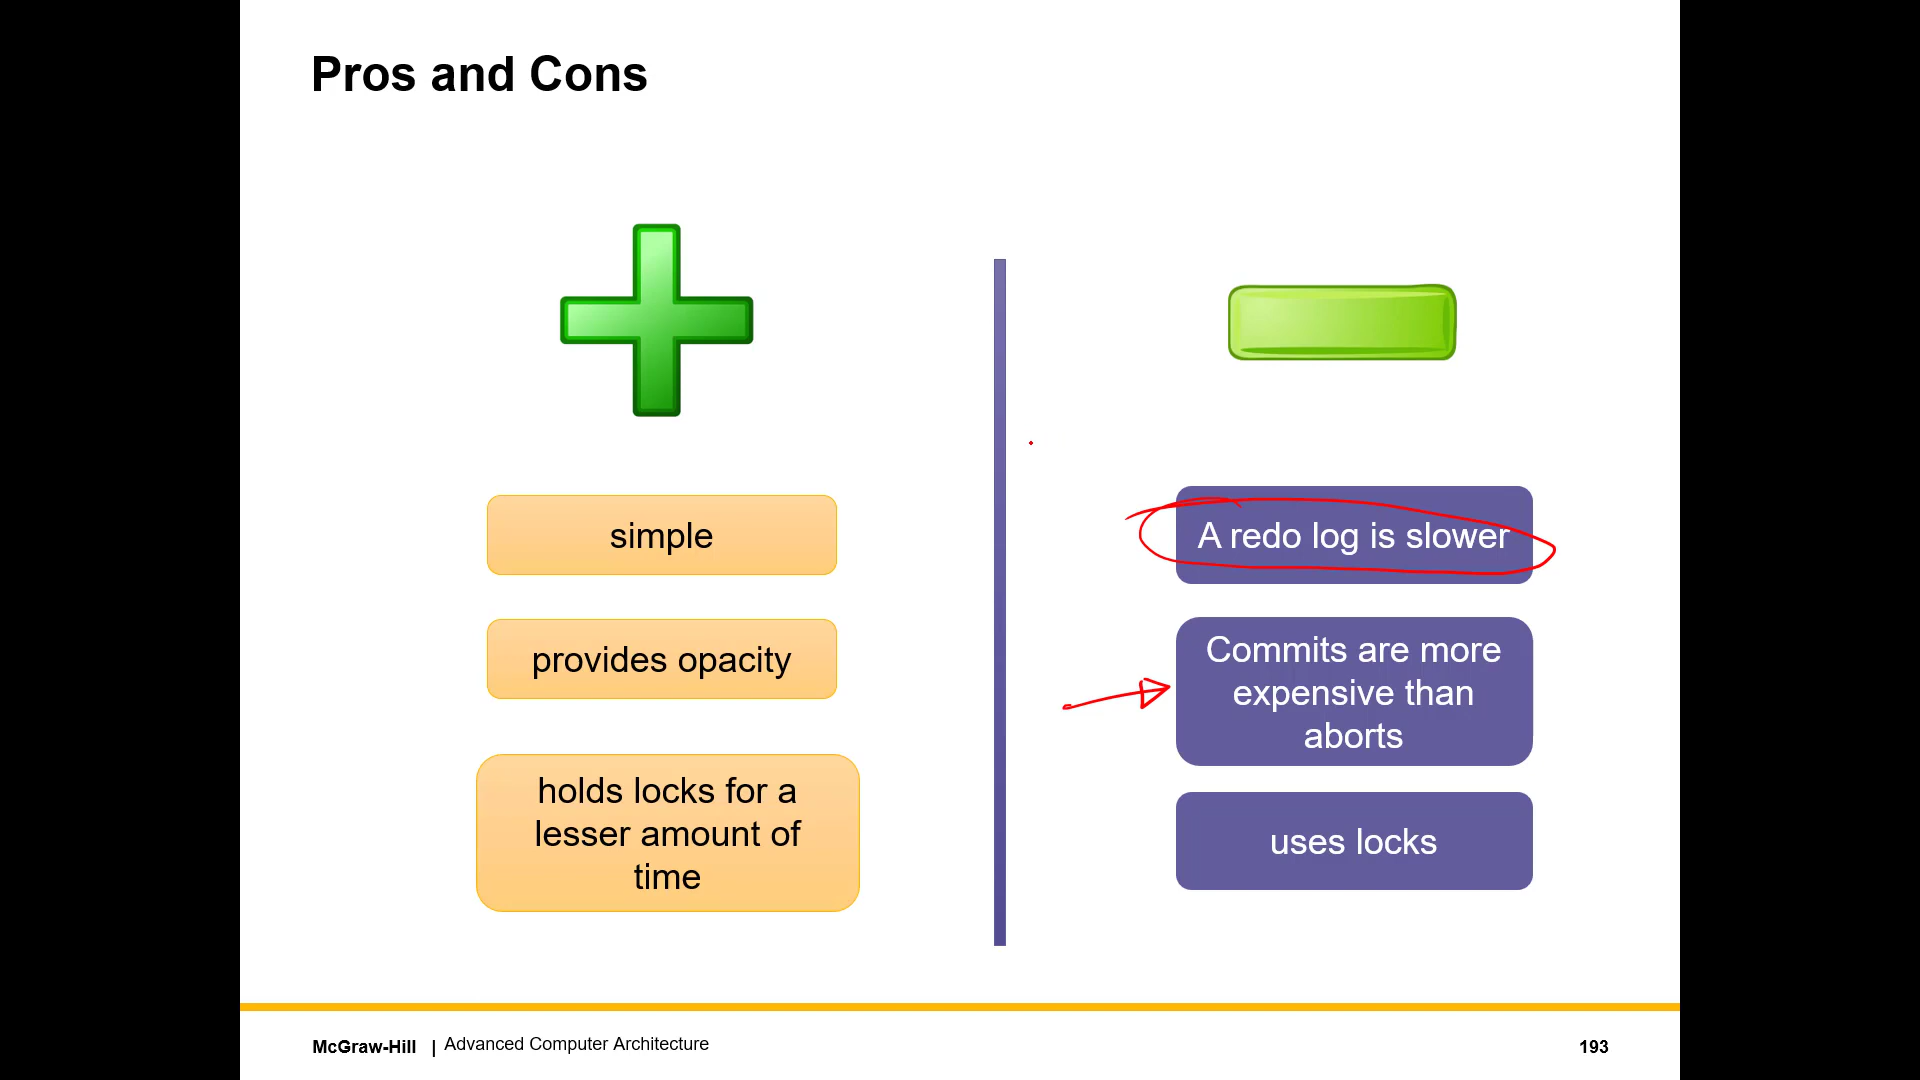 Pros and Cons
simple
provides opacity
holds locks for a
lesser amount of
time
A redo log is slower
Commits are more
expensive than
aborts
uses locks
McGraw-Hill | Advanced Computer Architecture
193